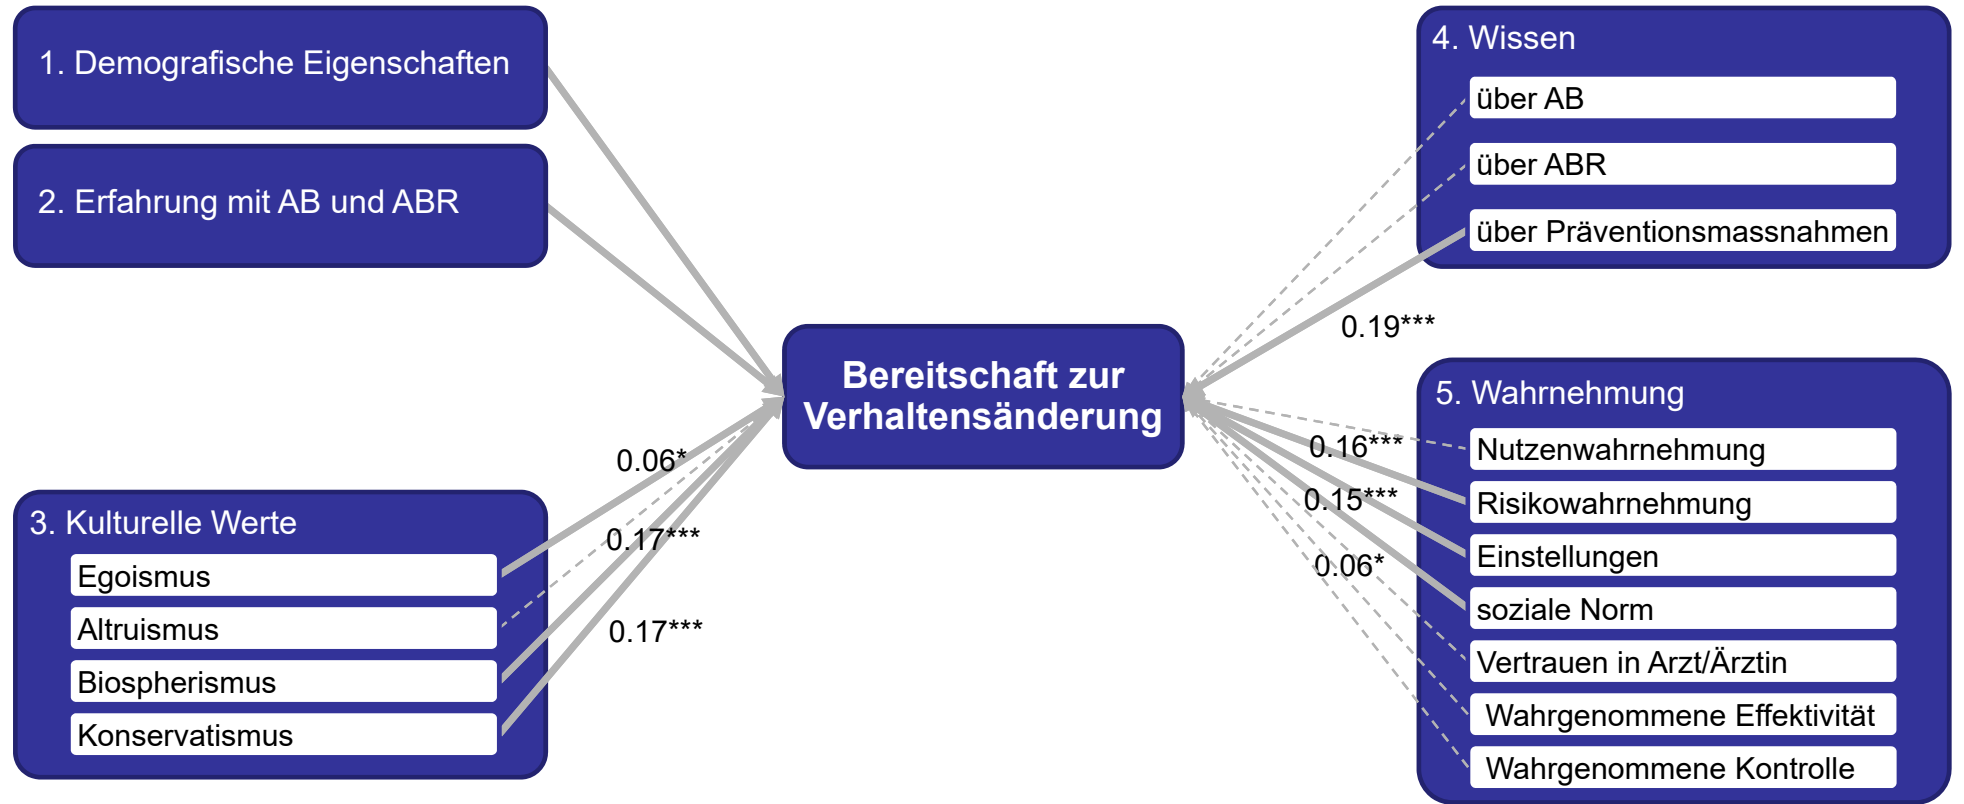 1. Demografische Eigenschaften
2. Erfahrung mit AB und ABR
3. Kulturelle Werte
Egoismus
Altruismus
Biospherismus
Konservatismus
0.06*
0.17***
0.17***
Bereitschaft zur
Verhaltensänderung
4. Wissen
über AB
über ABR
über Präventionsmassnahmen
0.19***
5. Wahrnehmung
Nutzenwahrnehmung
Risikowahrnehmung
Einstellungen
soziale Norm
Vertrauen in Arzt/Ärztin
Wahrgenommene Effektivität
Wahrgenommene Kontrolle
0.16***
0.15***
0.06*